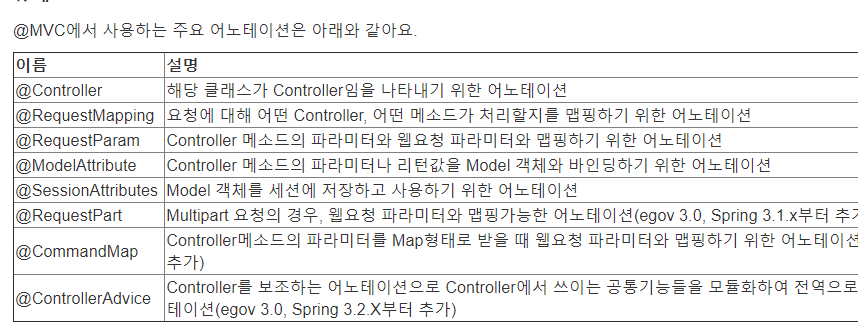 @MVC에서 사용하는 주요 어노테이션은 아래와 같아요.
이름 설명
@Controller 해당 클래스가 Controller임을 나타내기 위한 어노테이션
@RequestMapping 요청에 대해 어떤 Controller, 어떤 메소드가 처리할지를 맵핑하기 위한 어노테이션
@RequestParam Controller 메소드의 파라미터와 웹요청 파라미터와 맵핑하기 위한 어노테이션
@ModelAttribute Controller 메소드의 파라미터나 리턴값을 Model 객체와 바인딩하기 위한 어노테이션
@SessionAttributes Model 객체를 세션에 저장하고 사용하기 위한 어노테이션
@RequestPart Multipart 요청의 경우, 웹요청 파라미터와 맵핑가능한 어노테이션(egov 3.0, Spring 3.1.x부터 추가
@CommandMap Controller메소드의 파라미터를 Map형태로 받을 때 웹요청 파라미터와 맵핑하기 위한 어노테이션
추가)
@ControllerAdvice Controller를 보조하는 어노테이션으로 Controller에서 쓰이는 공통기능들을 모듈화하여 전역으로
테이션(egov 3.0, Spring 3.2.X부터 추가)